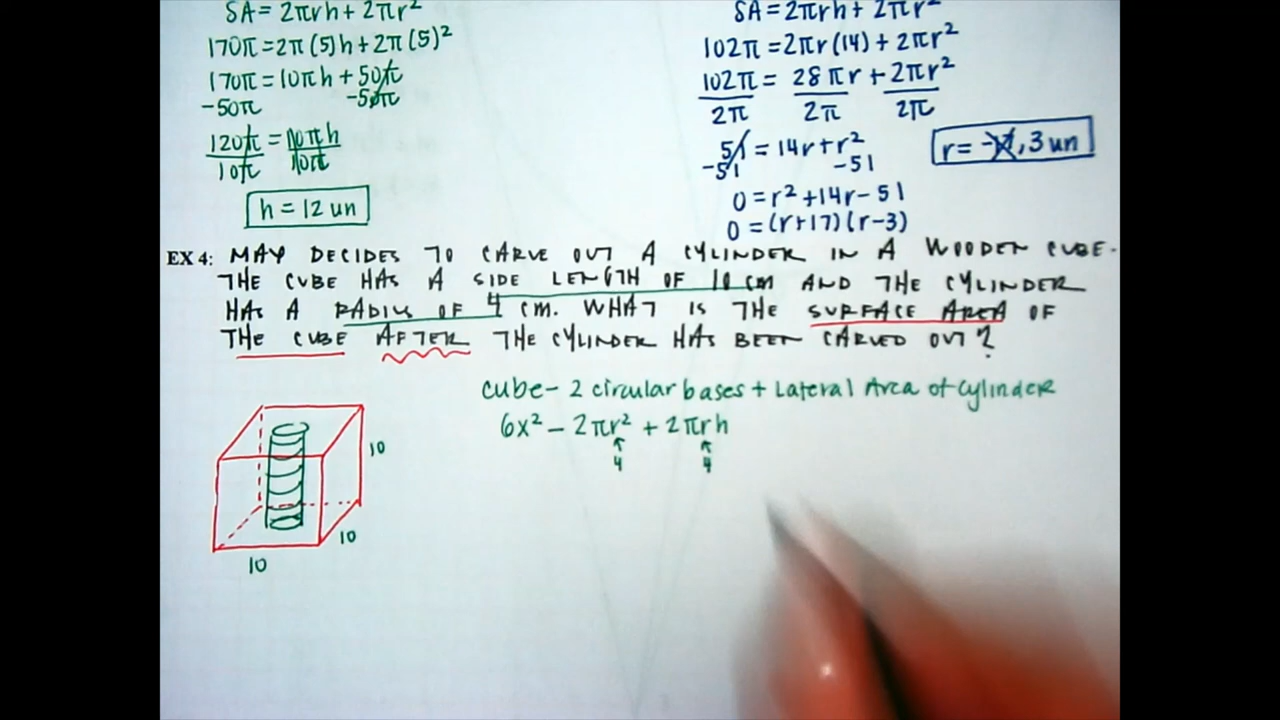 SA = 2πrh + 2πr²
170π = 2π(5)h + 2π(5)²
170π = 10πh + 50π
-50π -50π
120π = 10πh
10π 10π
h = 12 un
SA = 2πrh + 2πr²
102π = 2πr(14) + 2πr²
102π = 28πr + 2πr²
2π 2π 2π
51 = 14r + r²
-51 -51
0 = r² + 14r - 51
0 = (r+17)(r-3)
r = -17, 3 un
EX 4: MAY DECIDES TO CARVE OUT A CYLINDER IN A WOODEN CUBE.
THE CUBE HAS A SIDE LENGTH OF 10 CM AND THE CYLINDER
HAS A RADIUS OF 4 CM. WHAT IS THE SURFACE AREA OF
THE CUBE AFTER THE CYLINDER HAS BEEN CARVED OUT?
cube - 2 circular bases + Lateral Area of cylinder
6x² - 2πr² + 2πrh
↑ ↑
4 4
10
10
10